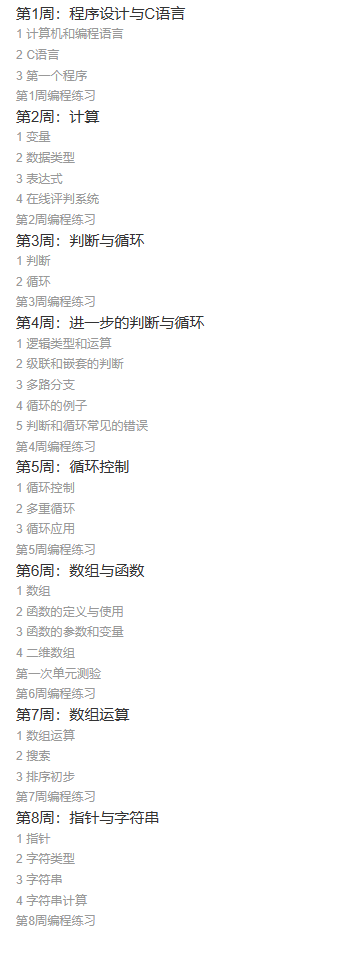 第1周：程序设计与C语言
1 计算机和编程语言
2 C语言
3 第一个程序
第1周编程练习
第2周：计算
1 变量
2 数据类型
3 表达式
4 在线评判系统
第2周编程练习
第3周：判断与循环
1 判断
2 循环
第3周编程练习
第4周：进一步的判断与循环
1 逻辑类型和运算
2 级联和嵌套的判断
3 多路分支
4 循环的例子
5 判断和循环常见的错误
第4周编程练习
第5周：循环控制
1 循环控制
2 多重循环
3 循环应用
第5周编程练习
第6周：数组与函数
1 数组
2 函数的定义与使用
3 函数的参数和变量
4 二维数组
第一次单元测验
第6周编程练习
第7周：数组运算
1 数组运算
2 搜索
3 排序初步
第7周编程练习
第8周：指针与字符串
1 指针
2 字符类型
3 字符串
4 字符串计算
第8周编程练习